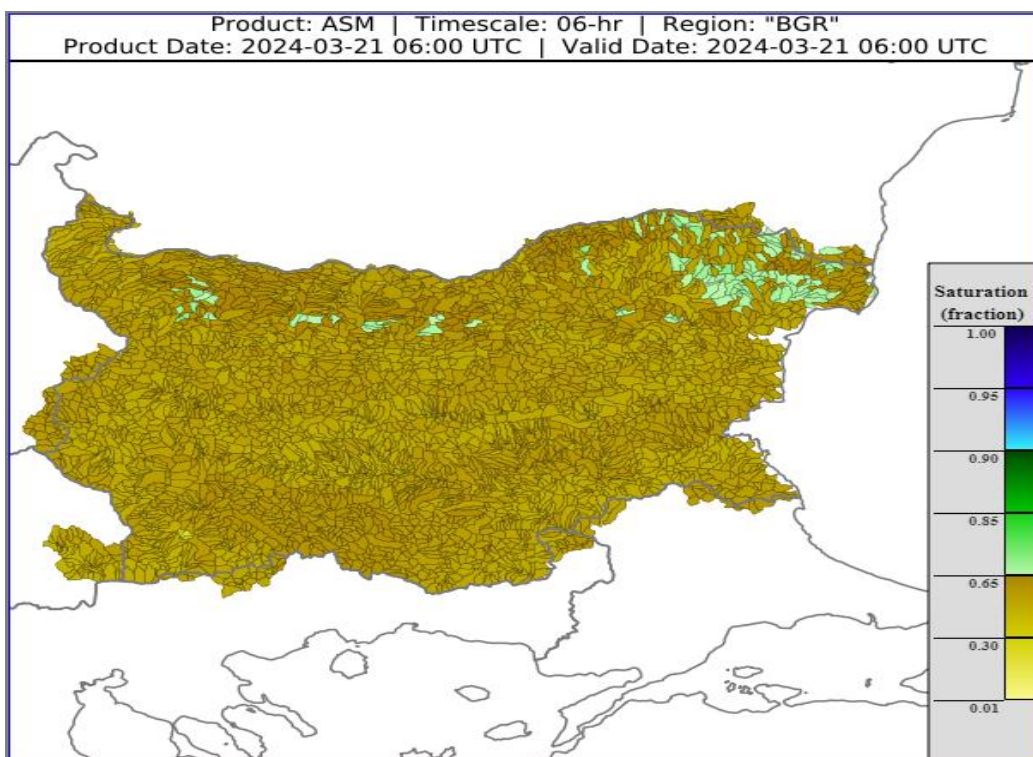 Product: ASM | Timescale: 06-hr | Region: "BGR"
Product Date: 2024-03-21 06:00 UTC | Valid Date: 2024-03-21 06:00 UTC
Saturation
(fraction)
1.00
0.95
0.90
0.85
0.65
0.30
0.01